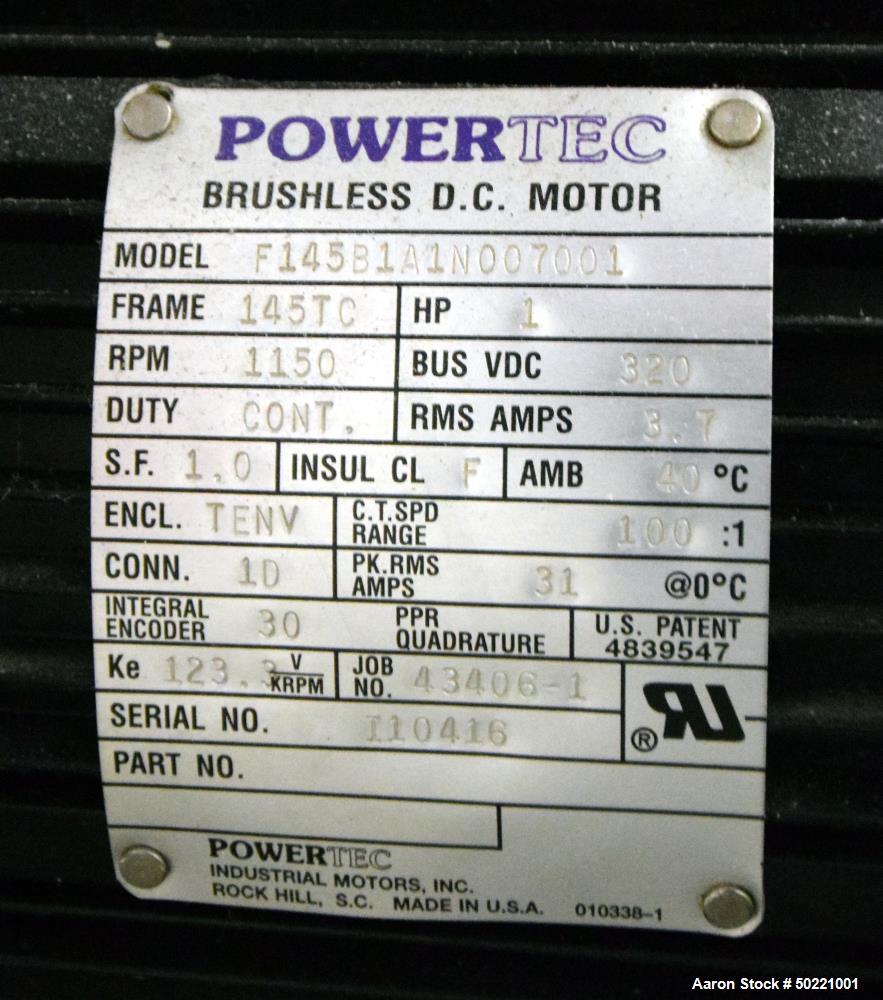 POWERTEC
BRUSHLESS D.C. MOTOR
MODEL F145B1A1N007001
FRAME 145TC HP 1
RPM 1150 BUS VDC 320
DUTY CONT. RMS AMPS 3.7
S.F. 1.0 INSUL CL F AMB 40 °C
ENCL. TENV C.T.SPD RANGE 100 :1
CONN. 1D PK.RMS AMPS 31 @0°C
INTEGRAL ENCODER 30 PPR QUADRATURE U.S. PATENT 4839547
Ke 123.3 V/KRPM JOB NO. 43406-1
SERIAL NO. I10416
PART NO.
POWERTEC
INDUSTRIAL MOTORS, INC.
ROCK HILL, S.C. MADE IN U.S.A. 010338-1
Aaron Stock # 50221001